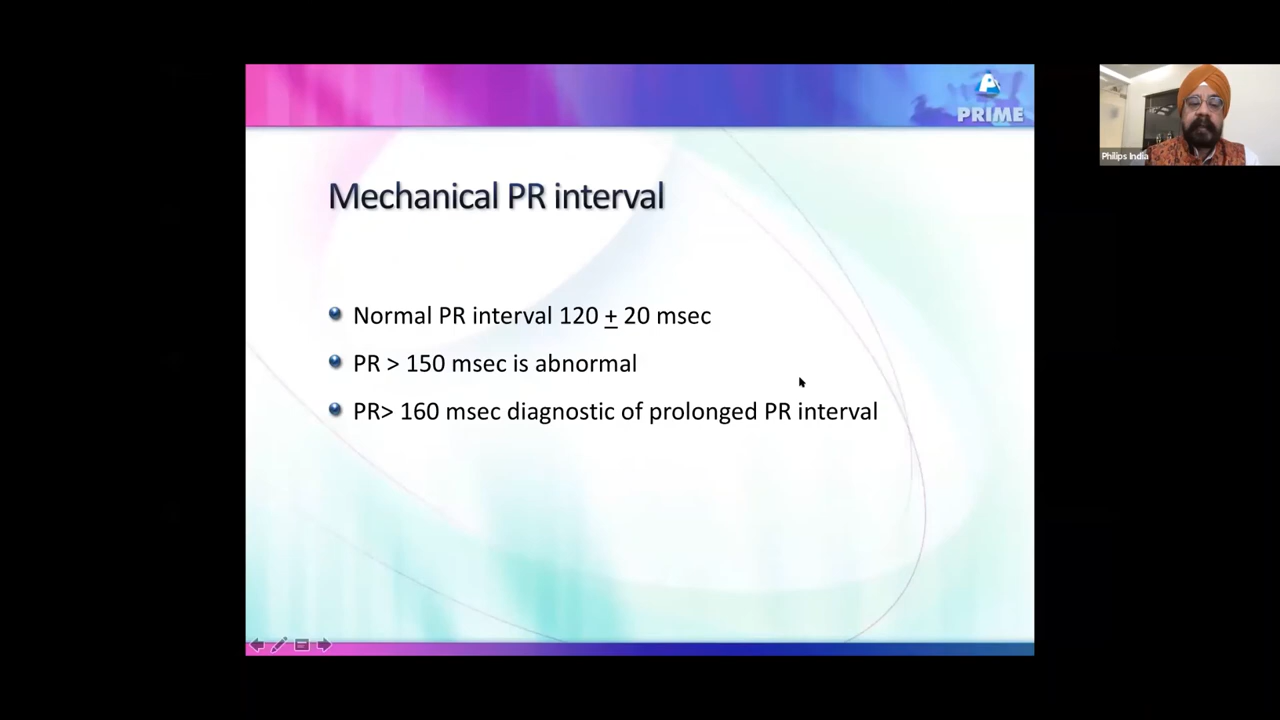 PRIME
Philips India
Mechanical PR interval
Normal PR interval 120 + 20 msec
PR > 150 msec is abnormal
PR> 160 msec diagnostic of prolonged PR interval